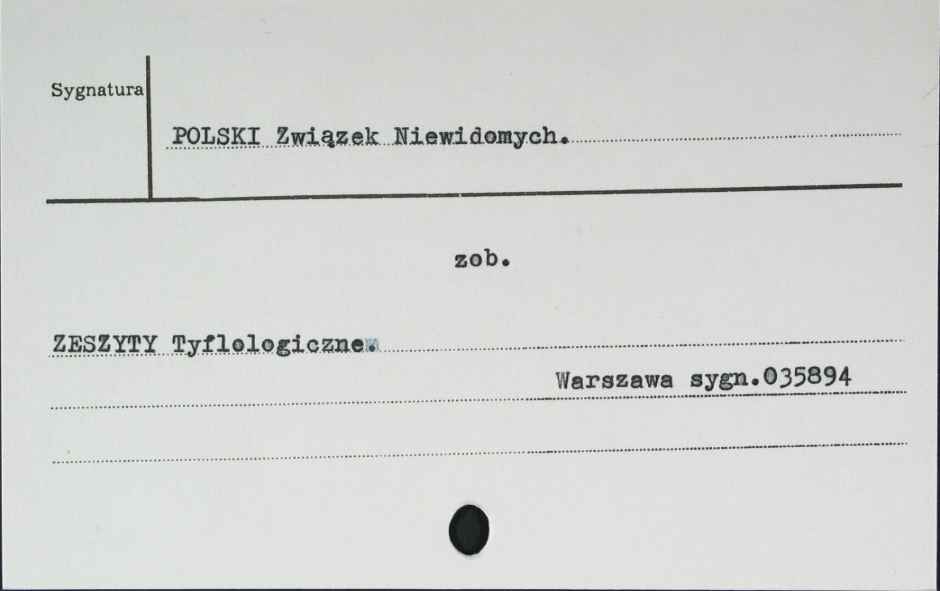 Sygnatura
POLSKI Związek Niewidomych.
zob.
ZESZYTY Tyflologiczne.
Warszawa sygn.035894